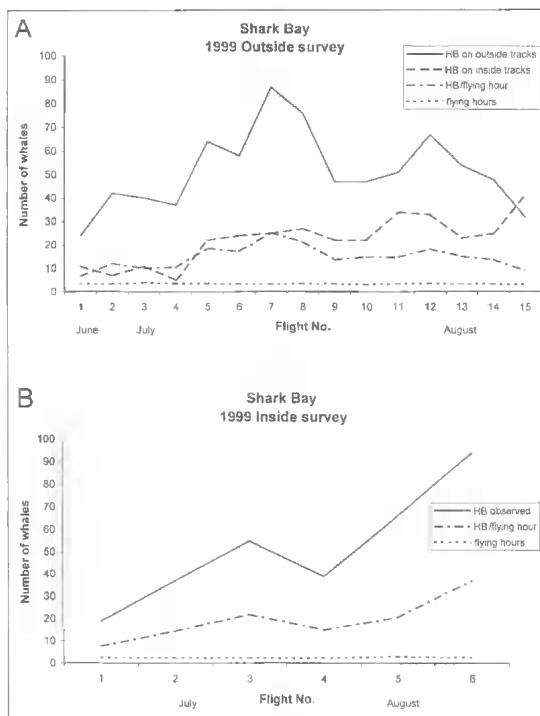 A
Shark Bay
1999 Outside survey
HB on outside tracks
HB on inside tracks
HB/flying hour
flying hours
Number of whales
100
90
80
70
60
50
40
30
20
10
0
1 2 3 4 5 6 7 8 9 10 11 12 13 14 15
June July Flight No. August
B
Shark Bay
1999 Inside survey
HB observed
HB/flying hour
flying hours
Number of whales
100
90
80
70
60
50
40
30
20
10
0
1 2 3 4 5 6
July Flight No. August